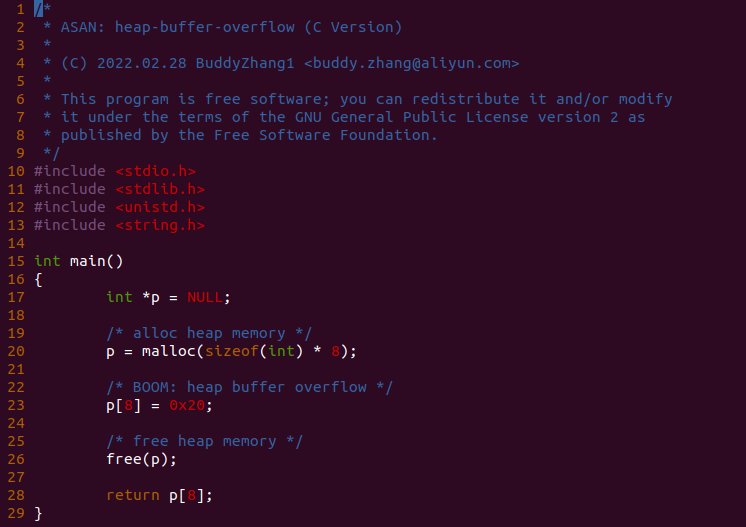 1 /*
2  * ASAN: heap-buffer-overflow (C Version)
3  *
4  * (C) 2022.02.28 BuddyZhang1 <buddy.zhang@aliyun.com>
5  *
6  * This program is free software; you can redistribute it and/or modify
7  * it under the terms of the GNU General Public License version 2 as
8  * published by the Free Software Foundation.
9  */
10 #include <stdio.h>
11 #include <stdlib.h>
12 #include <unistd.h>
13 #include <string.h>
14
15 int main()
16 {
17         int *p = NULL;
18
19         /* alloc heap memory */
20         p = malloc(sizeof(int) * 8);
21
22         /* BOOM: heap buffer overflow */
23         p[8] = 0x20;
24
25         /* free heap memory */
26         free(p);
27
28         return p[8];
29 }